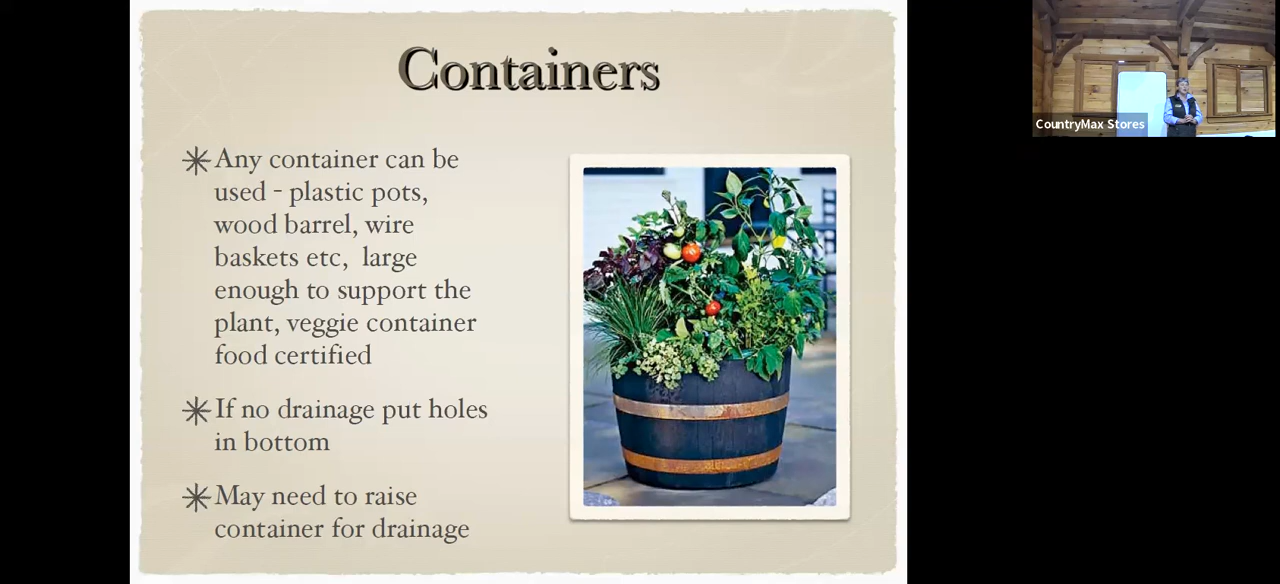 Containers
Any container can be
used - plastic pots,
wood barrel, wire
baskets etc, large
enough to support the
plant, veggie container
food certified
If no drainage put holes
in bottom
May need to raise
container for drainage
CountryMax Stores